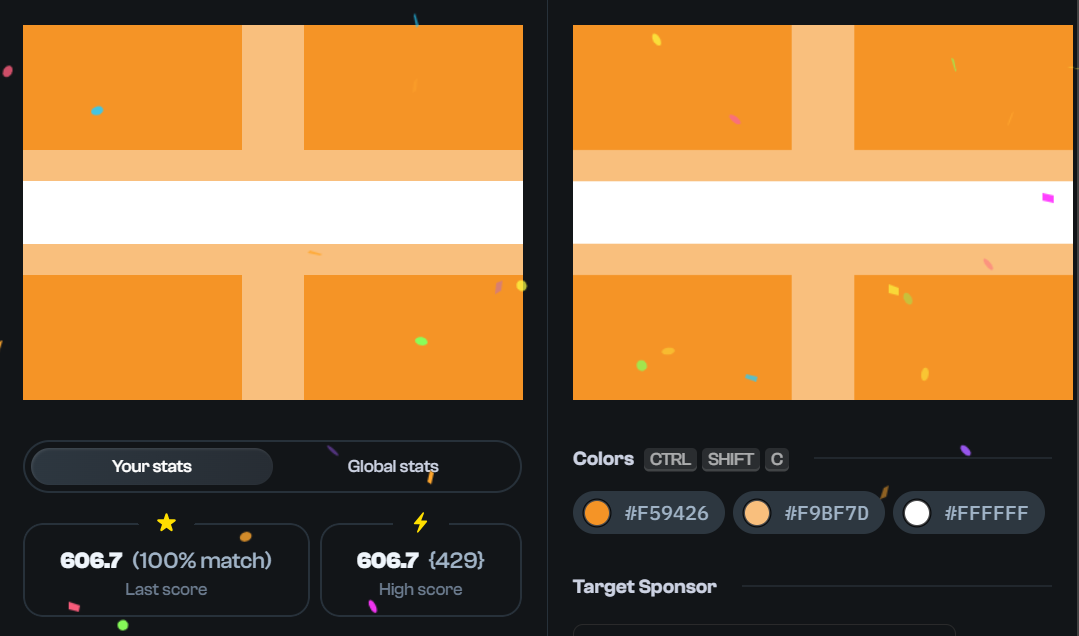 Your stats Global stats
606.7 (100% match)
Last score
606.7 {429}
High score
Colors CTRL SHIFT C
#F59426 #F9BF7D #FFFFFF
Target Sponsor